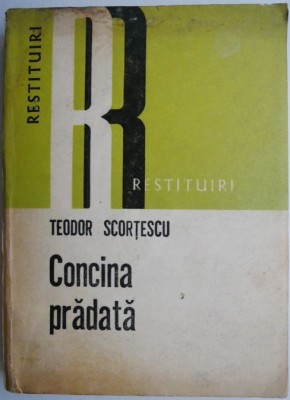 RESTITUIRI
R
RESTITUIRI
TEODOR SCORȚESCU
Concina
prădată